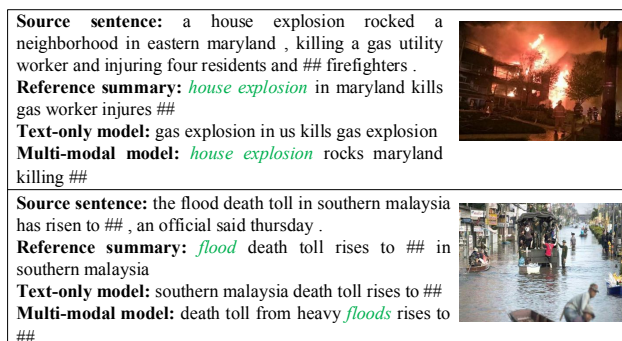 Source sentence: a house explosion rocked a
neighborhood in eastern maryland , killing a gas utility
worker and injuring four residents and ## firefighters .
Reference summary: house explosion in maryland kills
gas worker injures ##
Text-only model: gas explosion in us kills gas explosion
Multi-modal model: house explosion rocks maryland
killing ##
Source sentence: the flood death toll in southern malaysia
has risen to ## , an official said thursday .
Reference summary: flood death toll rises to ## in
southern malaysia
Text-only model: southern malaysia death toll rises to ##
Multi-modal model: death toll from heavy floods rises to
##